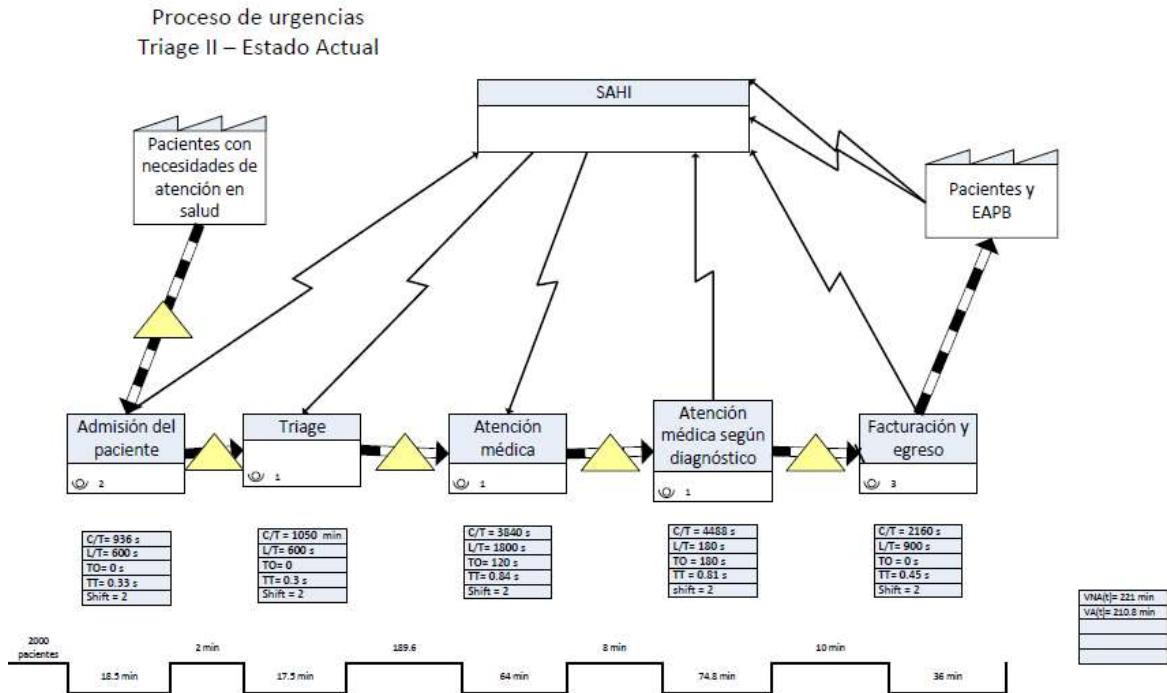 Proceso de urgencias
Triage II – Estado Actual
SAHI
Pacientes con
necesidades de
atención en
salud
Pacientes y
EAPB
Admisión del
paciente
2
Triage
1
Atención
médica
1
Atención
médica según
diagnóstico
1
Facturación y
egreso
3
C/T= 936 s
L/T= 600 s
TO= 0 s
TT= 0.33 s
Shift = 2
C/T = 1050 min
L/T= 600 s
TO= 0
TT= 0.3 s
Shift = 2
C/T = 3840 s
L/T= 1800 s
TO= 120 s
TT = 0.84 s
Shift = 2
C/T= 4488 s
L/T= 180 s
TO= 180 s
TT = 0.81 s
shift = 2
C/T = 2160 s
L/T= 900 s
TO = 0 s
TT = 0.45 s
Shift = 2
VNA(t)= 221 min
VA(t)= 210.8 min
2000
pacientes
18.5 min
2 min
17.5 min
189.6
64 min
8 min
74.8 min
10 min
36 min